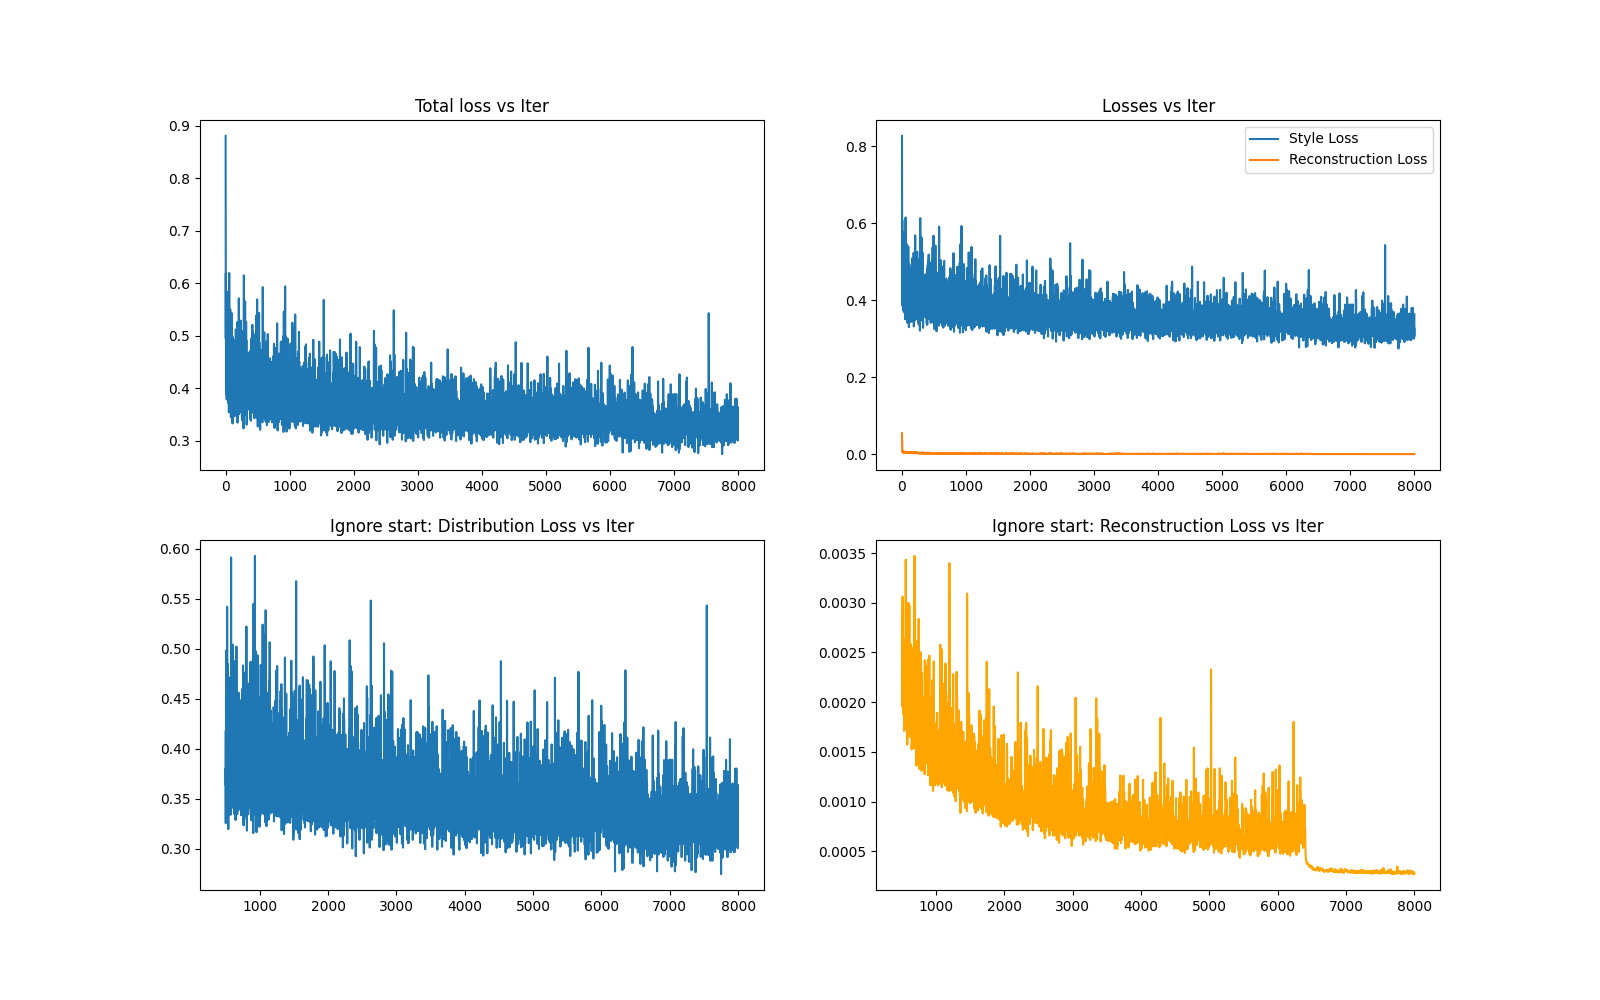 Total loss vs Iter
0.9
0.8
0.7
0.6
0.5
0.4
0.3
0 1000 2000 3000 4000 5000 6000 7000 8000
Losses vs Iter
Style Loss
Reconstruction Loss
0.8
0.6
0.4
0.2
0.0
0 1000 2000 3000 4000 5000 6000 7000 8000
Ignore start: Distribution Loss vs Iter
0.60
0.55
0.50
0.45
0.40
0.35
0.30
1000 2000 3000 4000 5000 6000 7000 8000
Ignore start: Reconstruction Loss vs Iter
0.0035
0.0030
0.0025
0.0020
0.0015
0.0010
0.0005
1000 2000 3000 4000 5000 6000 7000 8000